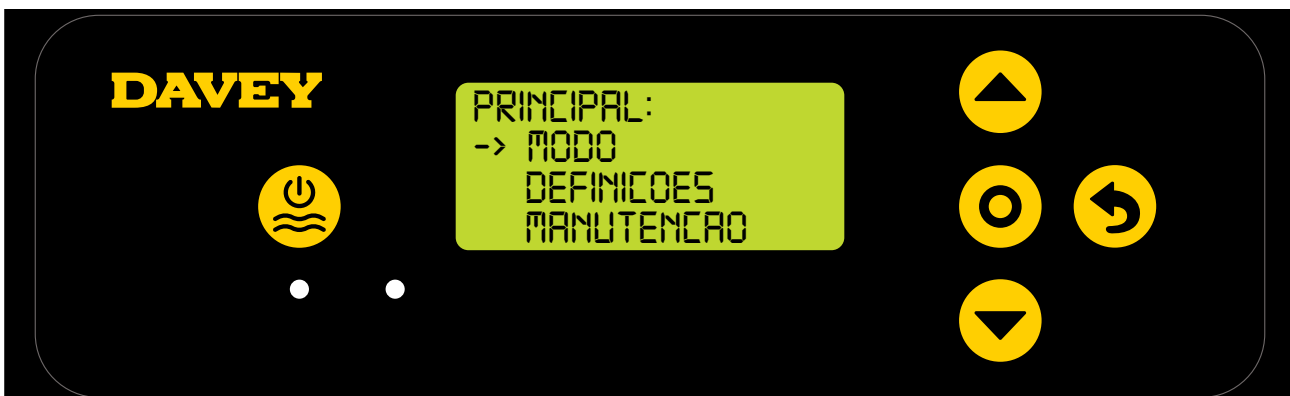 DAVEY
PRINCIPAL:
-> MODO
DEFINICOES
MANUTENCAO